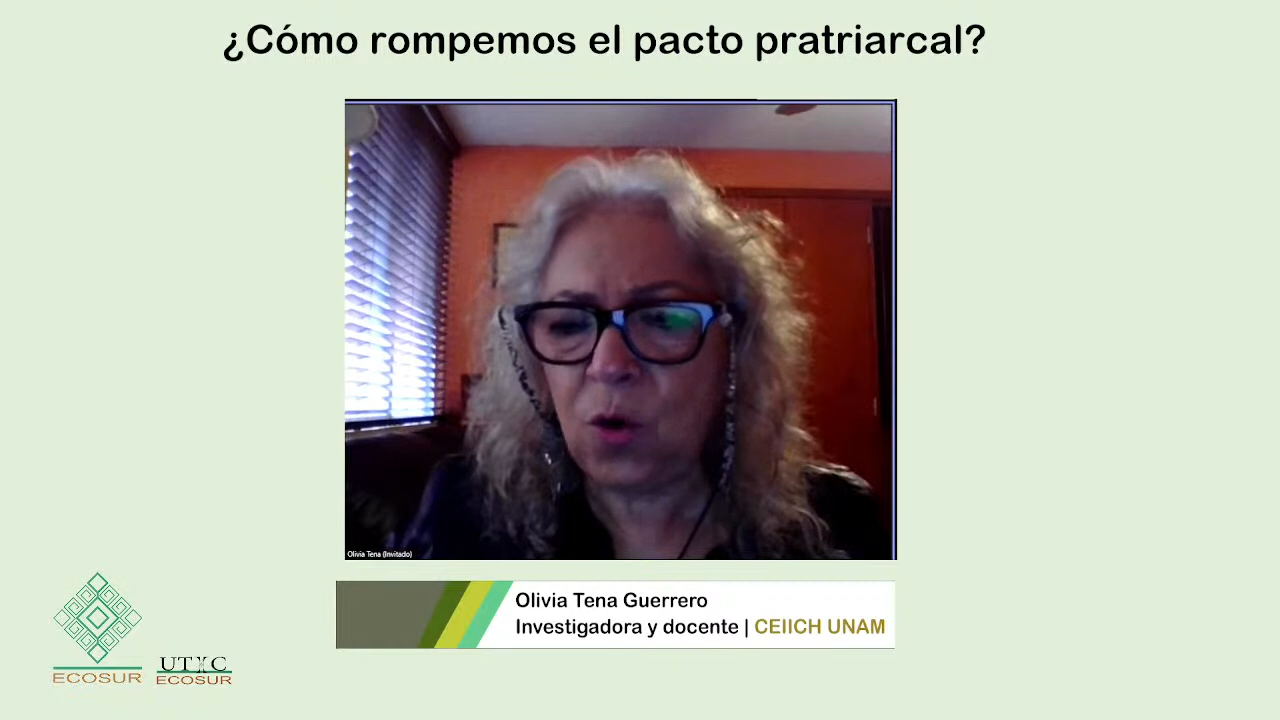 ¿Cómo rompemos el pacto pratriarcal?
Olivia Tena (Invitado)
Olivia Tena Guerrero
Investigadora y docente | CEIICH UNAM
ECOSUR
UTIC
ECOSUR